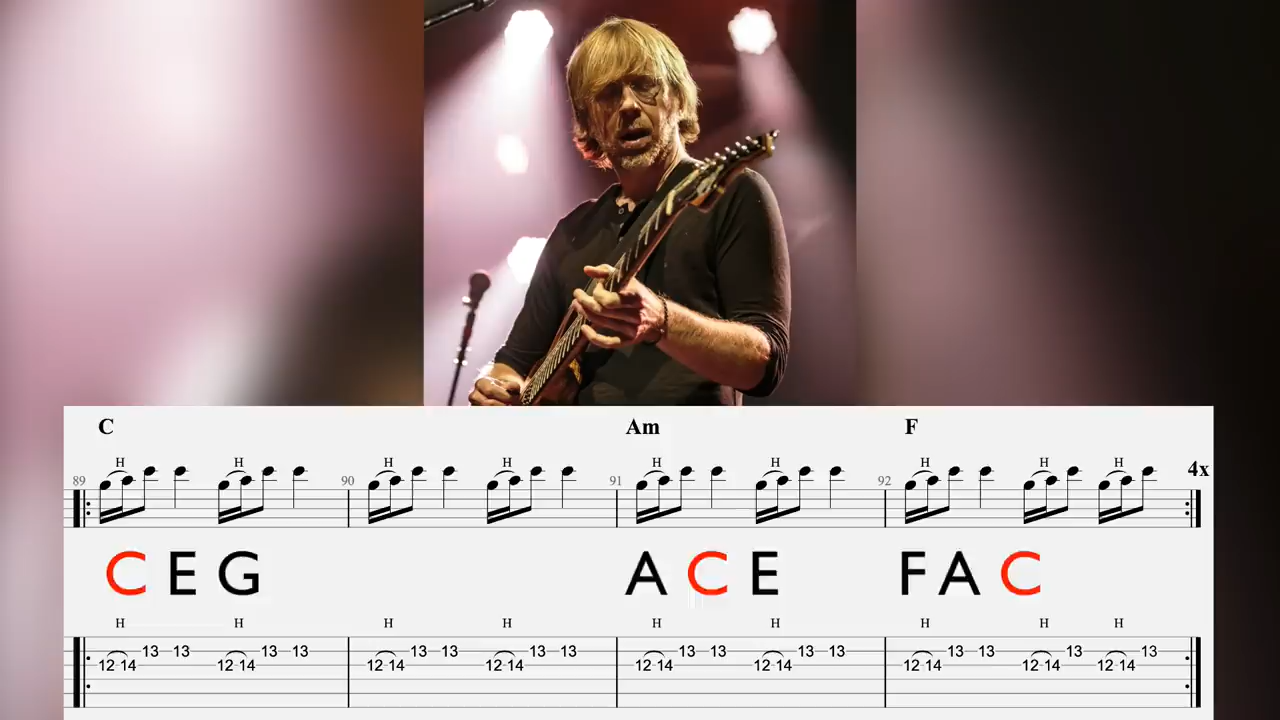 C Am F
H H H H H H H H H
89 90 91 92 4x
C E G A C E F A C
H H H H H H H H H
13 13 13 13 13 13 13 13 13 13 13 13 13 13 13
12 14 12 14 12 14 12 14 12 14 12 14 12 14 12 14 12 14